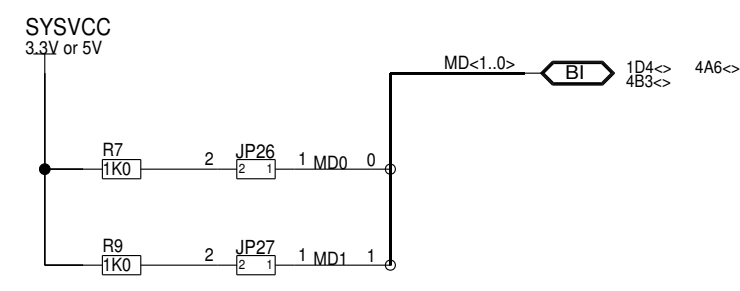 SYSVCC
3.3V or 5V
MD<1..0>
BI
1D4<> 4A6<>
4B3<>
R7
1K0
2
JP26
2 1
1
MD0
0
R9
1K0
2
JP27
2 1
1
MD1
1